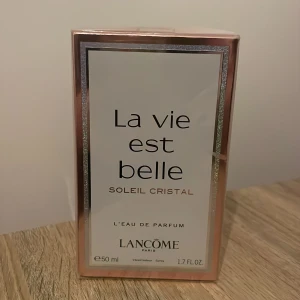 La vie
est
belle
SOLEIL CRISTAL
L'EAU DE PARFUM
LANCÔME
PARIS
℮50 ml
1.7 FL.OZ